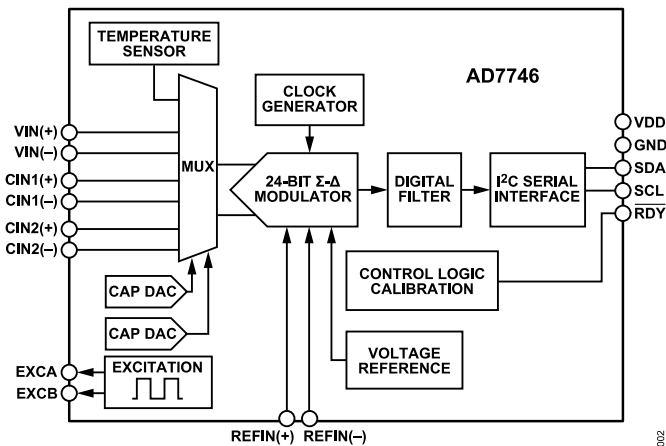 TEMPERATURE
SENSOR
AD7746
CLOCK
GENERATOR
VDD
GND
SDA
SCL
RDY
VIN(+)
VIN(–)
CIN1(+)
CIN1(–)
CIN2(+)
CIN2(–)
MUX
24-BIT Σ-Δ
MODULATOR
DIGITAL
FILTER
I²C SERIAL
INTERFACE
CAP DAC
CAP DAC
CONTROL LOGIC
CALIBRATION
VOLTAGE
REFERENCE
EXCA
EXCB
EXCITATION
REFIN(+) REFIN(–)
002